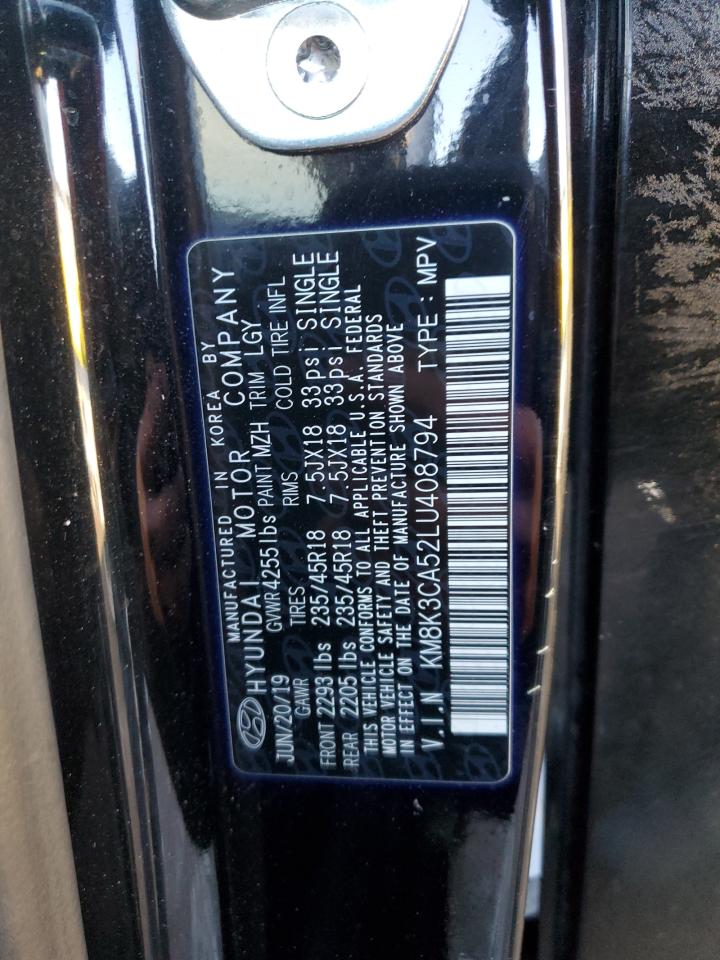 MANUFACTURED IN KOREA BY
HYUNDAI MOTOR COMPANY
JUN/20/19 GVWR 4255 lbs PAINT MZH TRIM LGY
GAWR TIRES RIMS COLD TIRE INFL
FRONT 2293 lbs 235/45R18 7.5JX18 33psi SINGLE
REAR 2205 lbs 235/45R18 7.5JX18 33psi SINGLE
THIS VEHICLE CONFORMS TO ALL APPLICABLE U.S.A. FEDERAL
MOTOR VEHICLE SAFETY AND THEFT PREVENTION STANDARDS
IN EFFECT ON THE DATE OF MANUFACTURE SHOWN ABOVE
V.I.N KM8K3CA52LU408794 TYPE : MPV